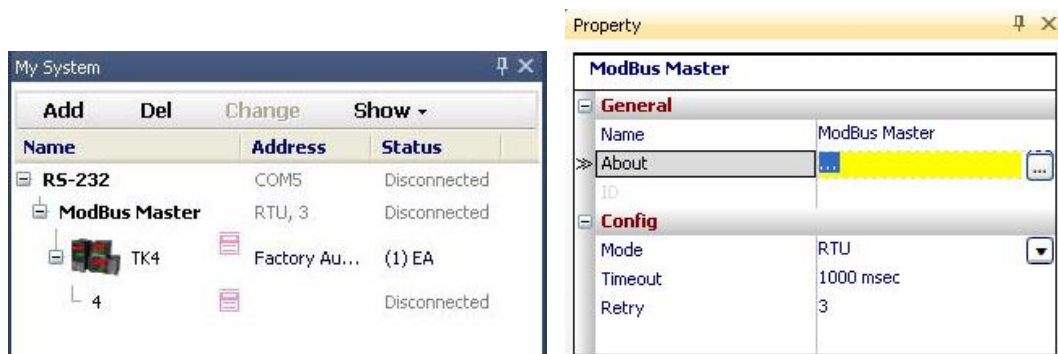 My System
Add Del Change Show
Name Address Status
RS-232 COM5 Disconnected
ModBus Master RTU, 3 Disconnected
TK4 Factory Au... (1) EA
4 Disconnected
Property
ModBus Master
General
Name ModBus Master
About ... ...
ID
Config
Mode RTU
Timeout 1000 msec
Retry 3